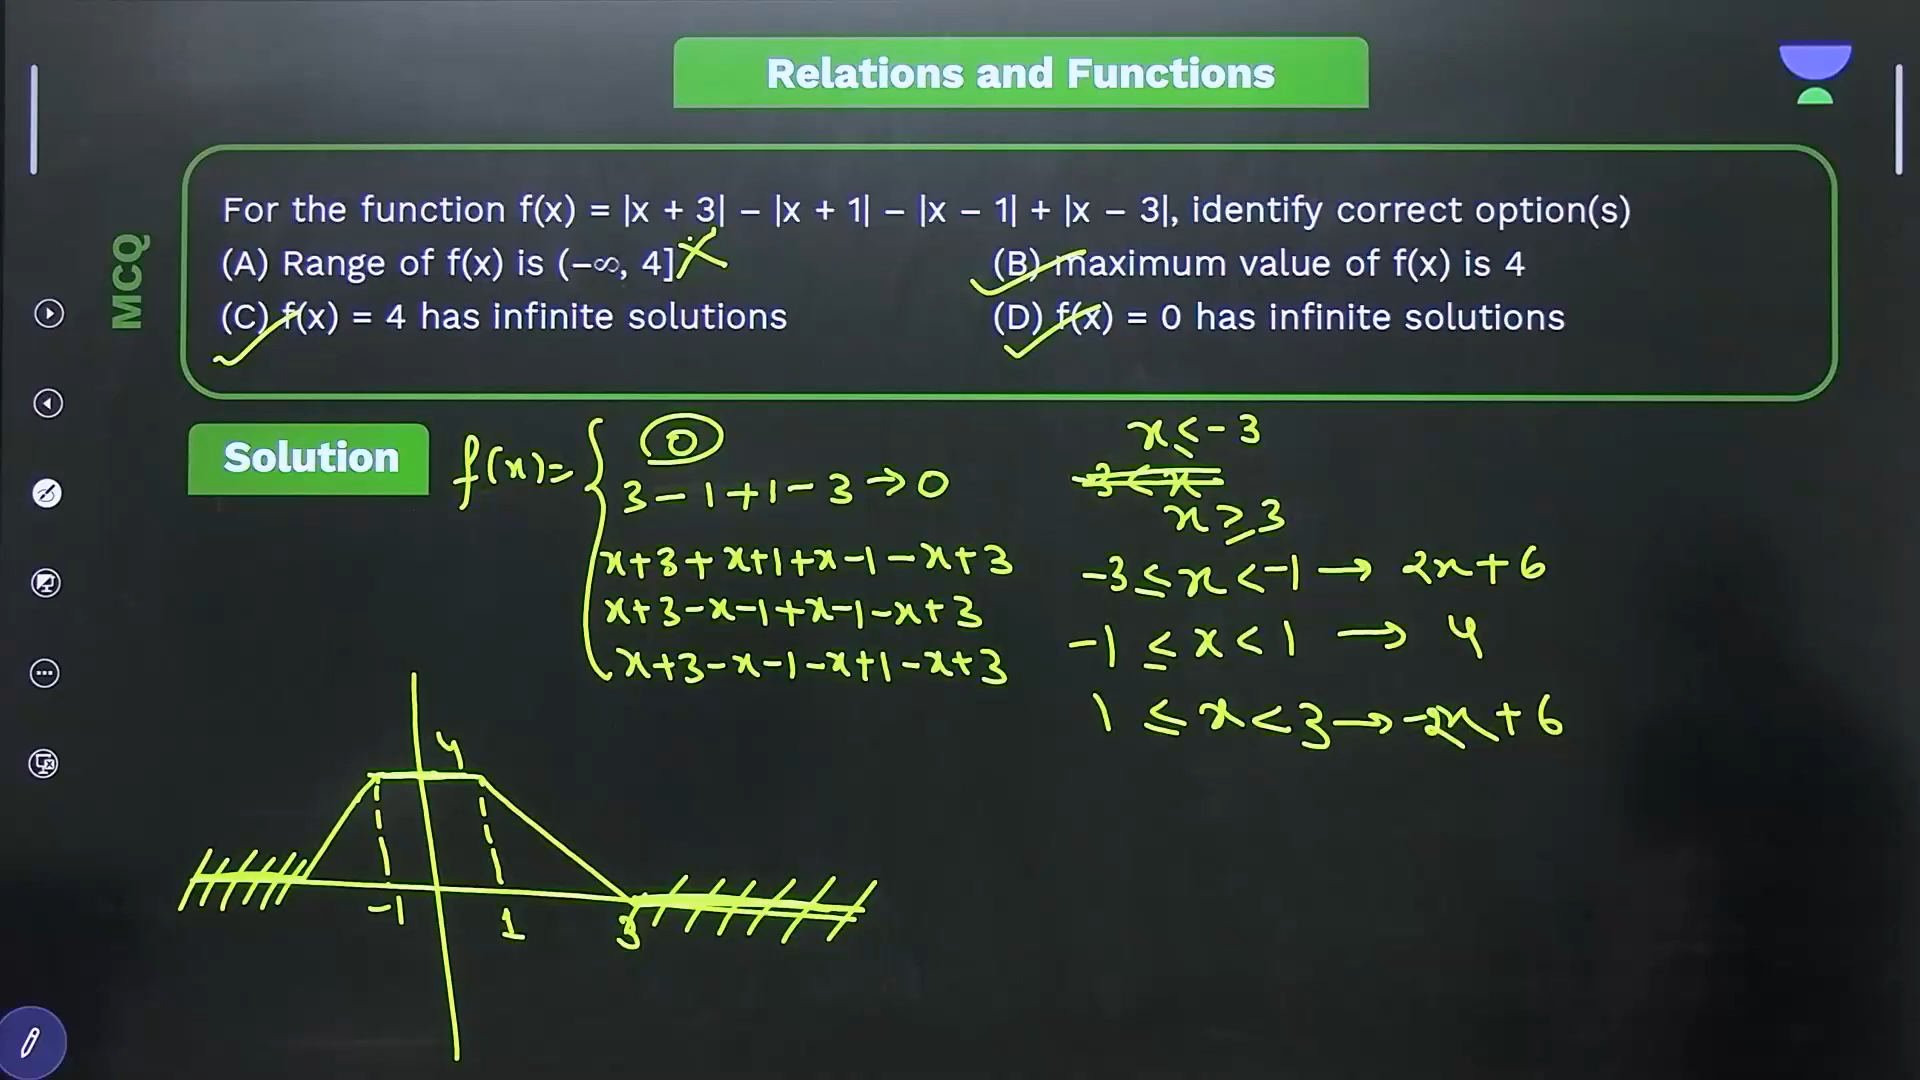 Relations and Functions
MCQ
For the function f(x) = |x + 3| – |x + 1| – |x – 1| + |x – 3|, identify correct option(s)
(A) Range of f(x) is (–∞, 4]
(B) maximum value of f(x) is 4
(C) f(x) = 4 has infinite solutions
(D) f(x) = 0 has infinite solutions
Solution
f(x) =
0
x < -3
3 - 1 + 1 - 3 → 0
-3 < x
x ≥ 3
x+3+x+1+x-1-x+3
-3 ≤ x < -1 → 2x+6
x+3-x-1+x-1-x+3
-1 ≤ x < 1 → 4
x+3-x-1-x+1-x+3
1 ≤ x < 3 → -2x+6
4
-1
1
3